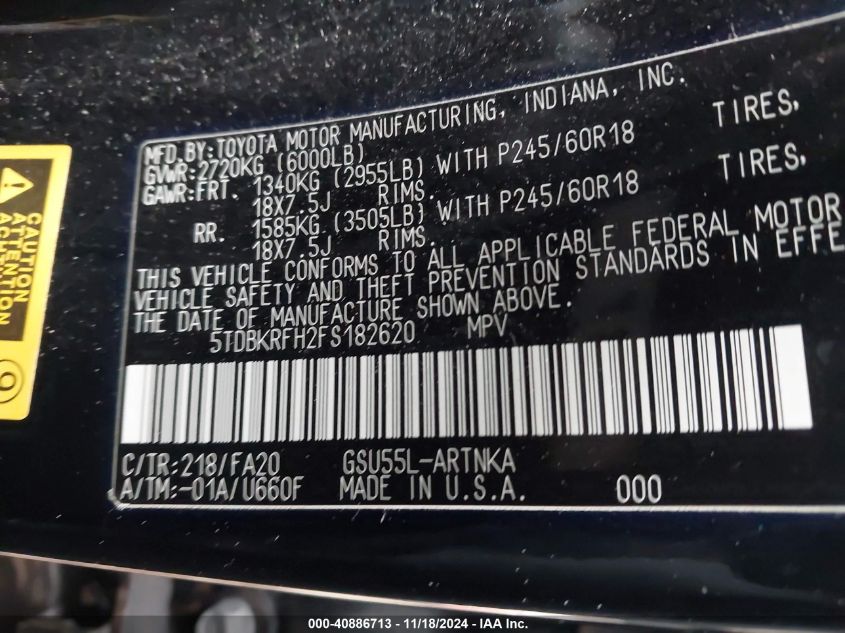 MFD.BY:TOYOTA MOTOR MANUFACTURING, INDIANA, INC.
GVWR:2720KG (6000LB)
GAWR:FRT. 1340KG (2955LB) WITH P245/60R18 TIRES,
18X7.5J RIMS.
RR. 1585KG (3505LB) WITH P245/60R18 TIRES,
18X7.5J RIMS.
THIS VEHICLE CONFORMS TO ALL APPLICABLE FEDERAL MOTOR
VEHICLE SAFETY AND THEFT PREVENTION STANDARDS IN EFFE
THE DATE OF MANUFACTURE SHOWN ABOVE.
5TDBKRFH2FS182620 MPV
C/TR:218/FA20 GSU55L-ARTNKA
A/TM:-01A/U660F MADE IN U.S.A. 000
CAUTION
ATTENTION
000-40886713 | 11/18/2024 - IAA Inc.